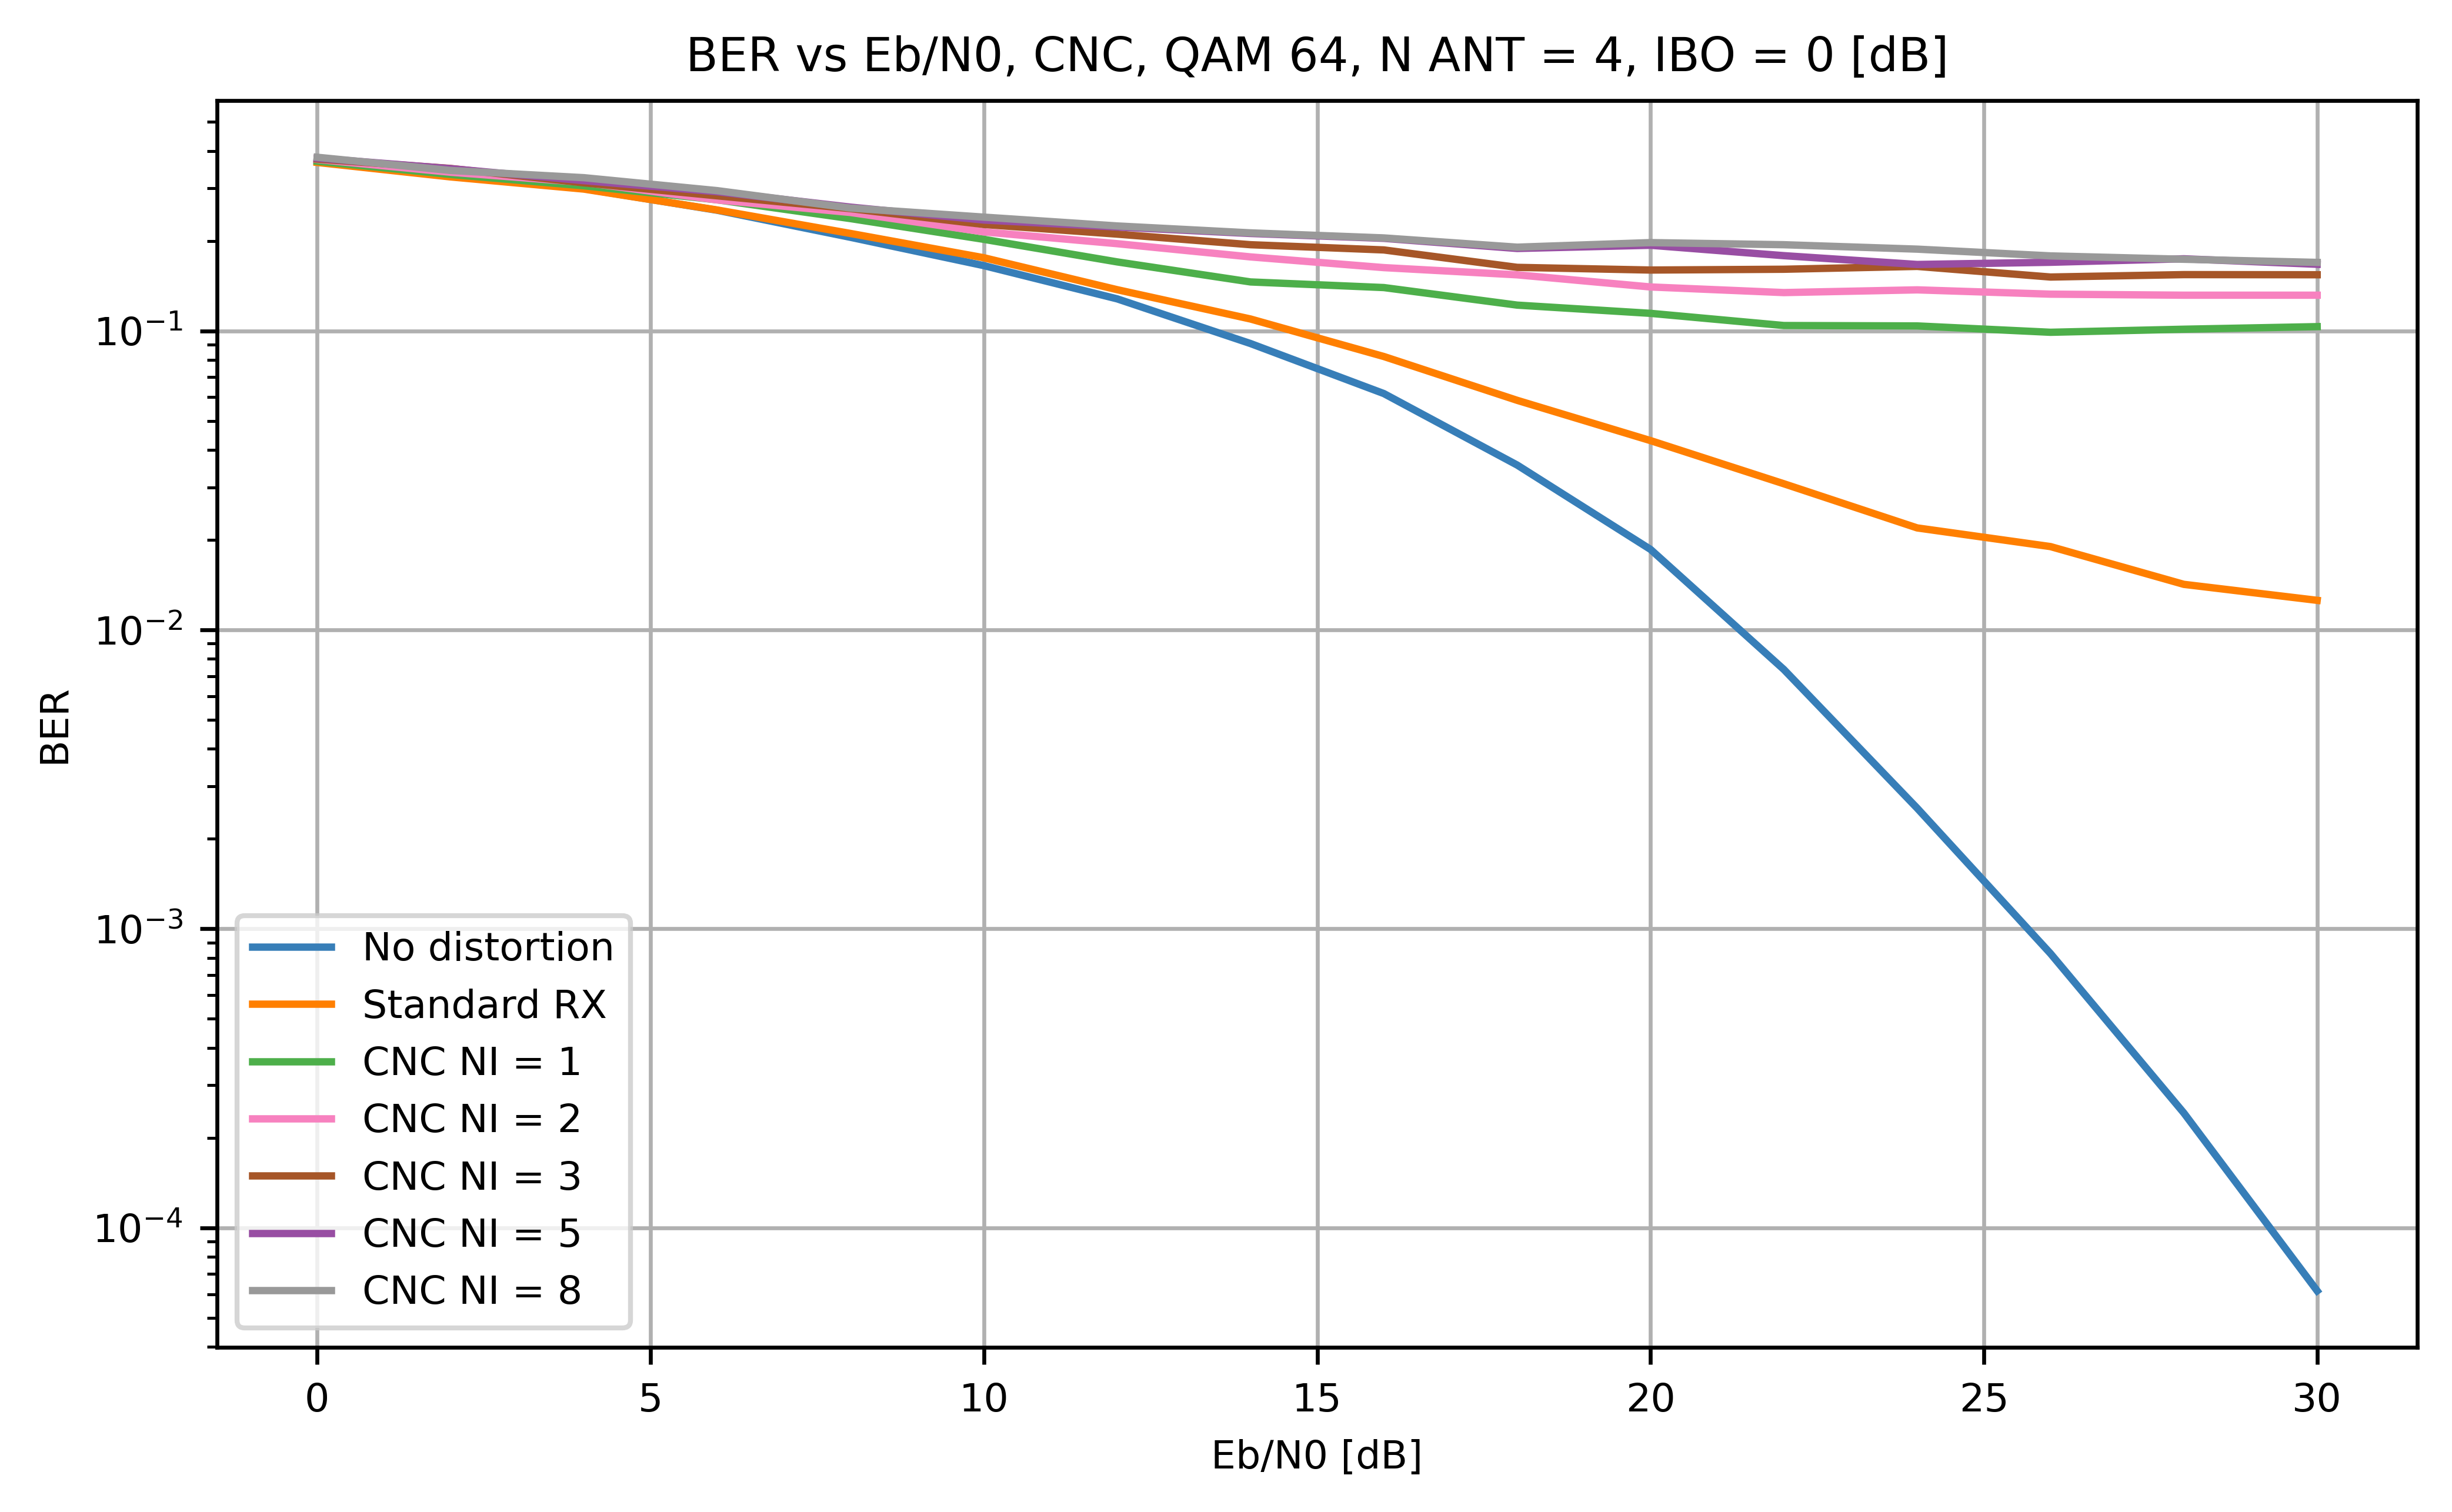 BER vs Eb/N0, CNC, QAM 64, N ANT = 4, IBO = 0 [dB]
BER
10⁻¹
10⁻²
10⁻³
10⁻⁴
No distortion
Standard RX
CNC NI = 1
CNC NI = 2
CNC NI = 3
CNC NI = 5
CNC NI = 8
0 5 10 15 20 25 30
Eb/N0 [dB]